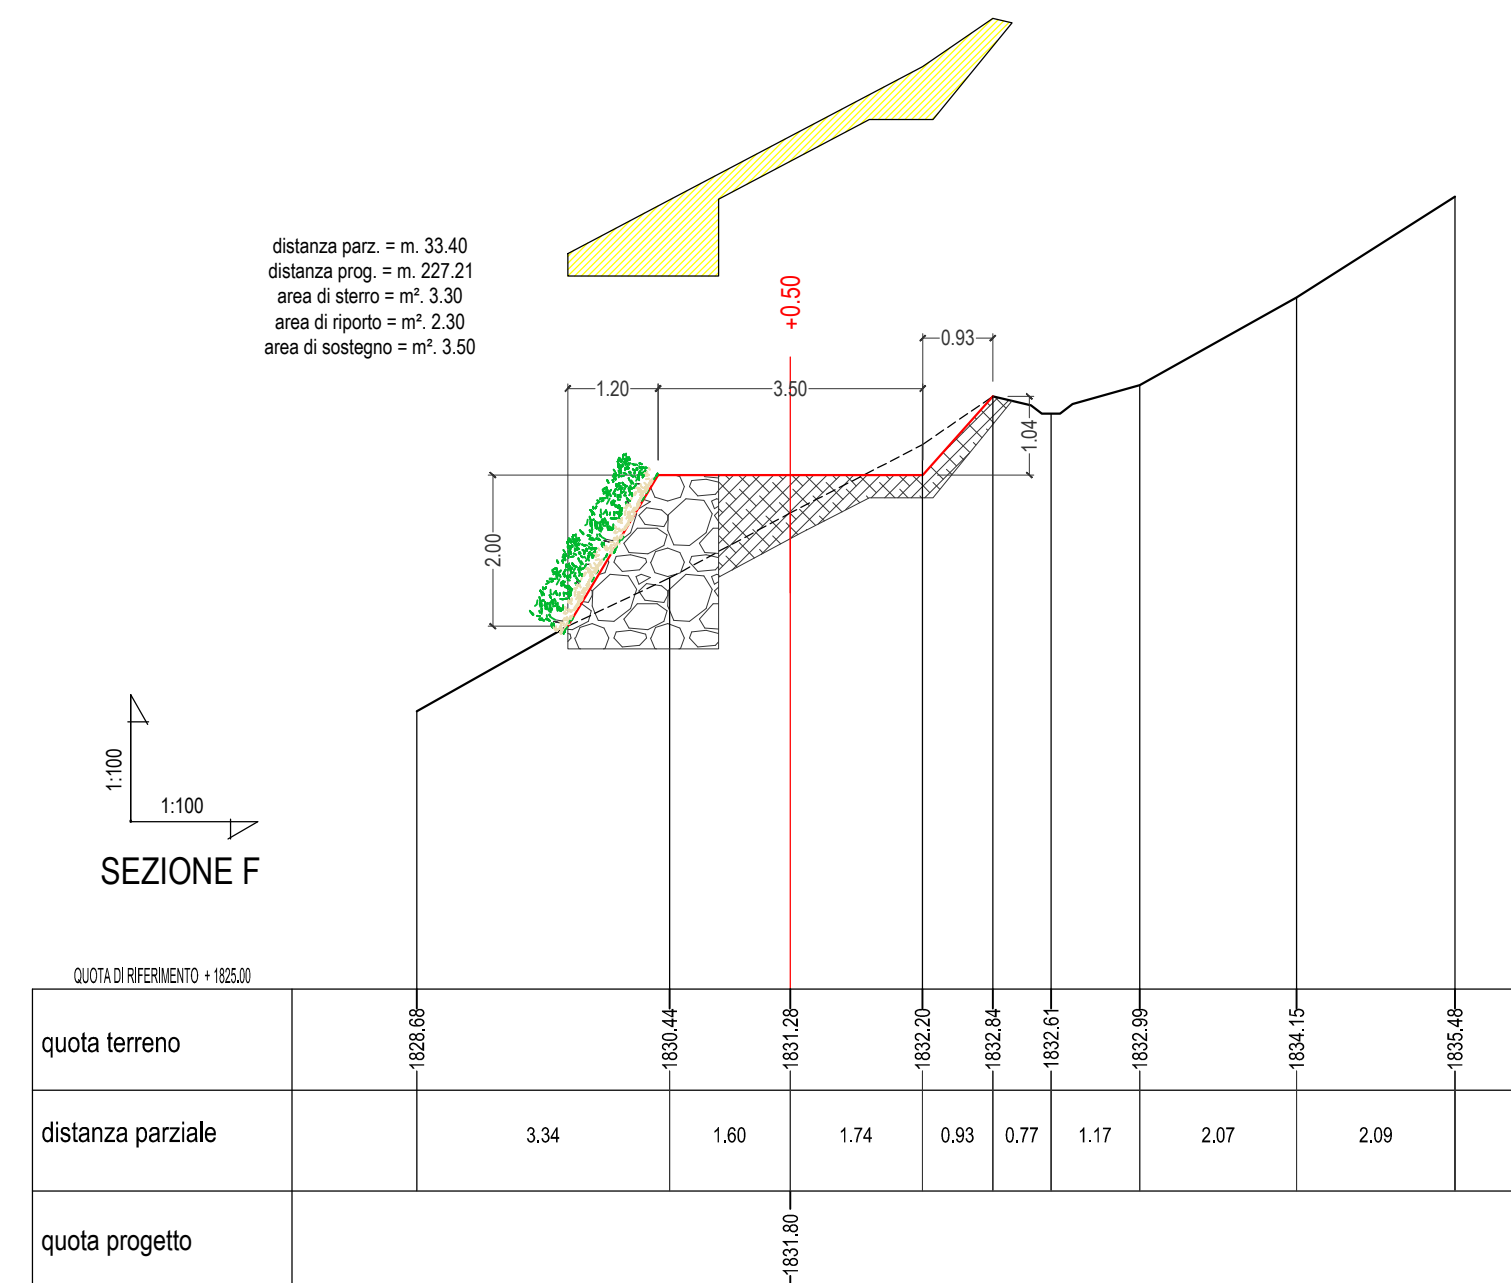 distanza parz. = m. 33.40
distanza prog. = m. 227.21
area di sterro = m². 3.30
area di riporto = m². 2.30
area di sostegno = m². 3.50
+0.50
0.93
1.20
3.50
1.04
2.00
1:100
1:100
SEZIONE F
QUOTA DI RIFERIMENTO + 1825.00
quota terreno
1828.68
1830.44
1831.28
1832.20
1832.84
1832.61
1832.99
1834.15
1835.48
distanza parziale
3.34
1.60
1.74
0.93
0.77
1.17
2.07
2.09
quota progetto
1831.80